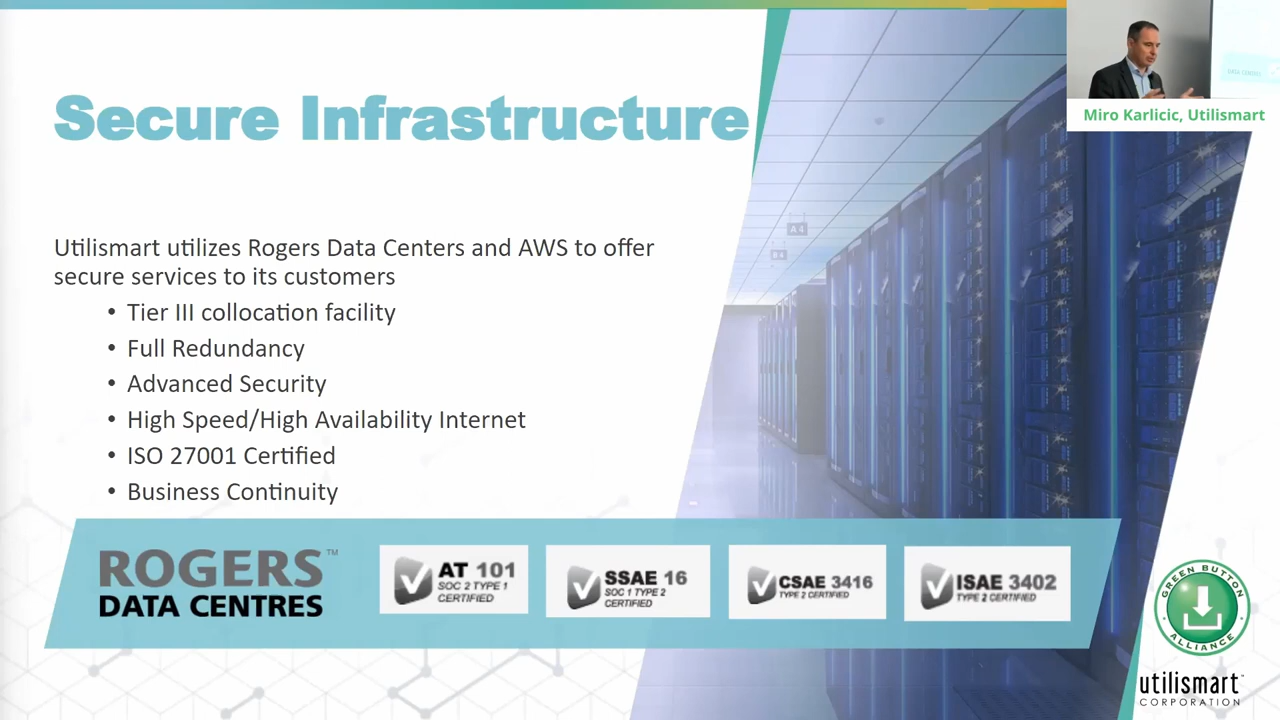 Secure Infrastructure
Miro Karlicic, Utilismart
Utilismart utilizes Rogers Data Centers and AWS to offer
secure services to its customers
• Tier III collocation facility
• Full Redundancy
• Advanced Security
• High Speed/High Availability Internet
• ISO 27001 Certified
• Business Continuity
A4
ROGERS™
DATA CENTRES
AT 101
SOC 2 TYPE 1
CERTIFIED
SSAE 16
SOC 1 TYPE 2
CERTIFIED
CSAE 3416
TYPE 2 CERTIFIED
ISAE 3402
TYPE 2 CERTIFIED
GREEN BUTTON
ALLIANCE
utilismart
CORPORATION